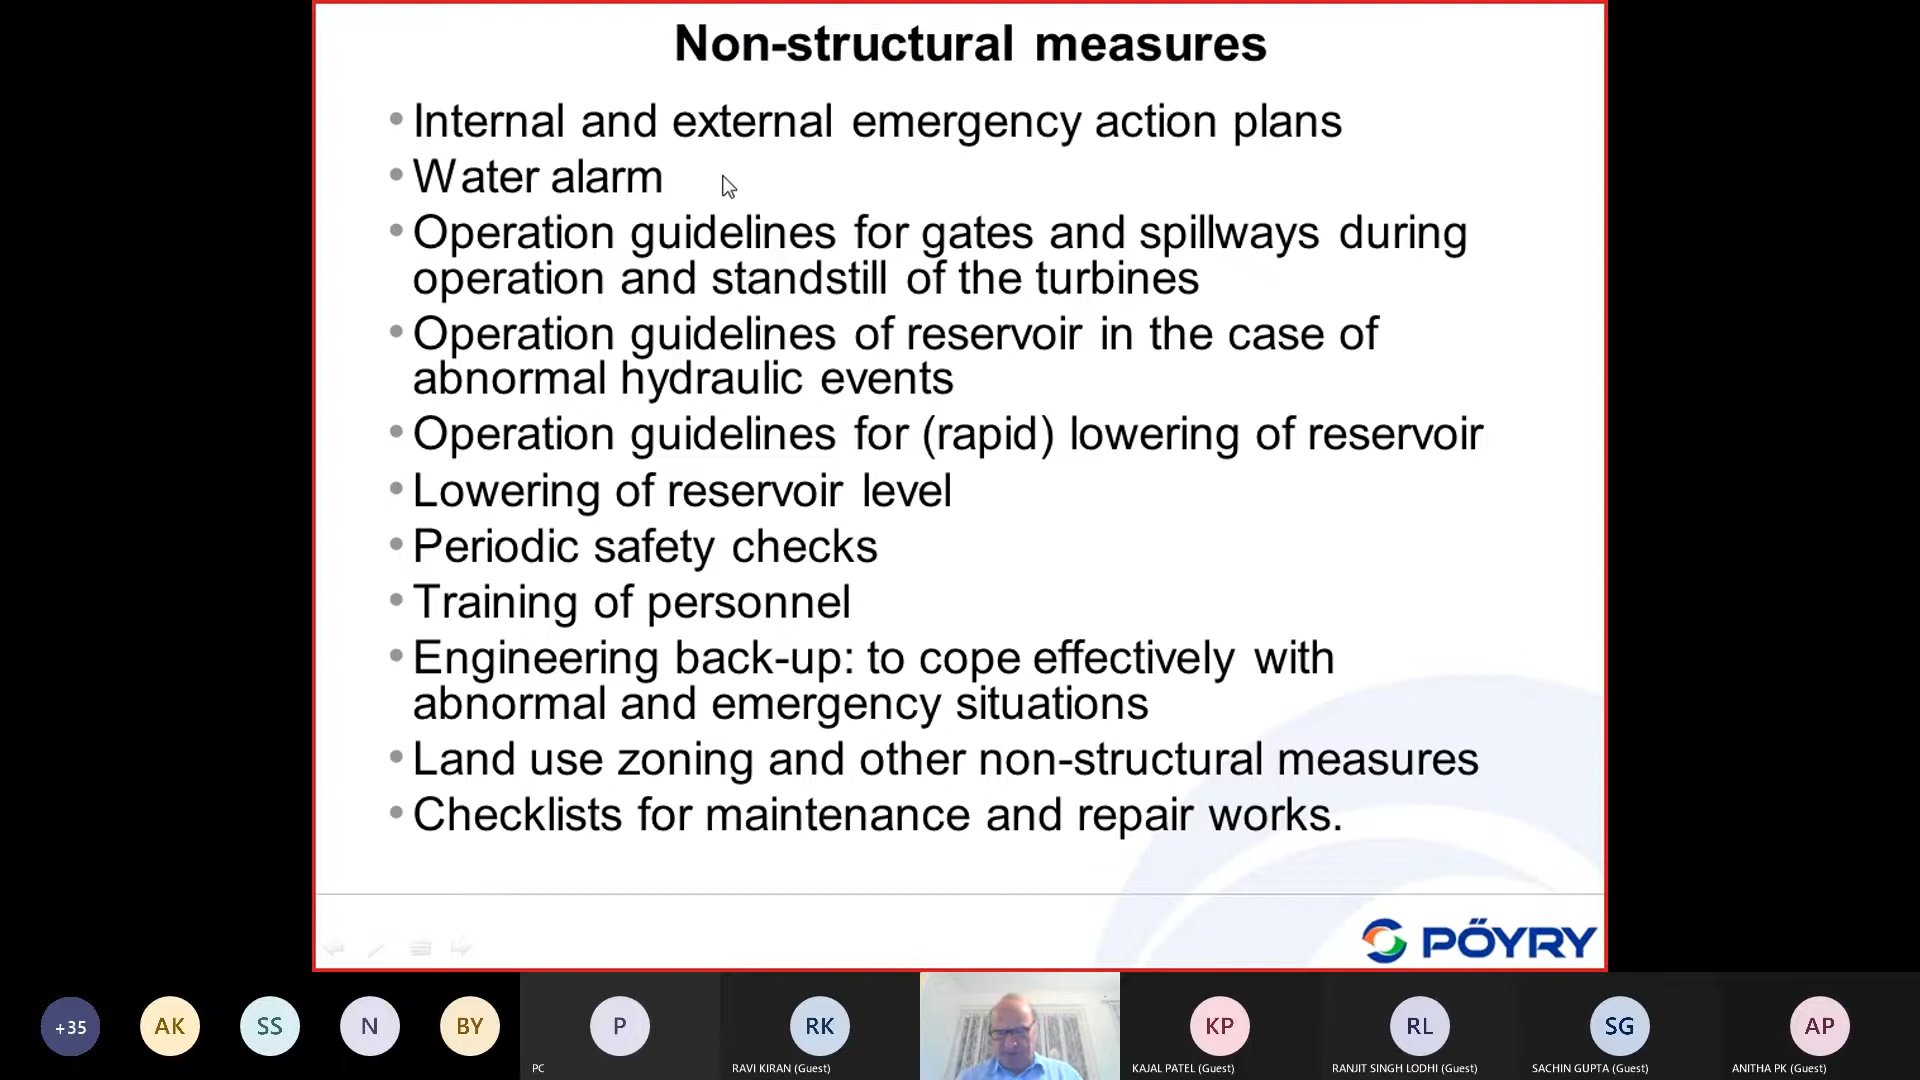 Non-structural measures
• Internal and external emergency action plans
• Water alarm
• Operation guidelines for gates and spillways during
operation and standstill of the turbines
• Operation guidelines of reservoir in the case of
abnormal hydraulic events
• Operation guidelines for (rapid) lowering of reservoir
• Lowering of reservoir level
• Periodic safety checks
• Training of personnel
• Engineering back-up: to cope effectively with
abnormal and emergency situations
• Land use zoning and other non-structural measures
• Checklists for maintenance and repair works.
PÖYRY
+35 AK SS N BY P RK KP RL SG AP
PC RAVI KIRAN (Guest) KAJAL PATEL (Guest) RANJIT SINGH LODHI (Guest) SACHIN GUPTA (Guest) ANITHA PK (Guest)